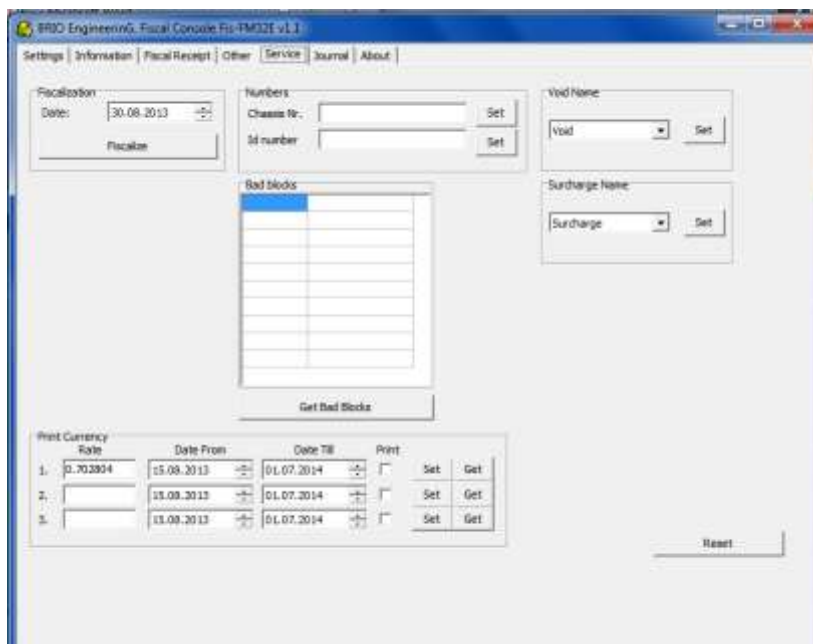 BRIO EngineerinG. Fiscal Console Fis-FM32E v1.1
Settings Information Fiscal Receipt Other Service Journal About
Fiscalization
Date: 30.08.2013
Fiscalize
Numbers
Chassis Nr. Set
Id number Set
Void Name
Void Set
Bad blocks
Surcharge Name
Surcharge Set
Get Bad Blocks
Print Currency
Rate Date From Date Till Print
1. 0.702804 15.08.2013 01.07.2014 Set Get
2. 15.08.2013 01.07.2014 Set Get
3. 15.08.2013 01.07.2014 Set Get
Reset